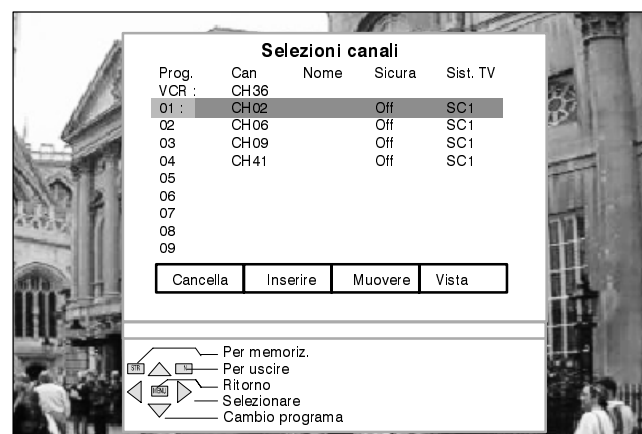 Selezioni canali
Prog. Can Nome Sicura Sist. TV
VCR : CH36
01 : CH02 Off SC1
02 CH06 Off SC1
03 CH09 Off SC1
04 CH41 Off SC1
05
06
07
08
09
Cancella Inserire Muovere Vista
Per memoriz.
STR N Per uscire
MENU Ritorno
Selezionare
Cambio programa